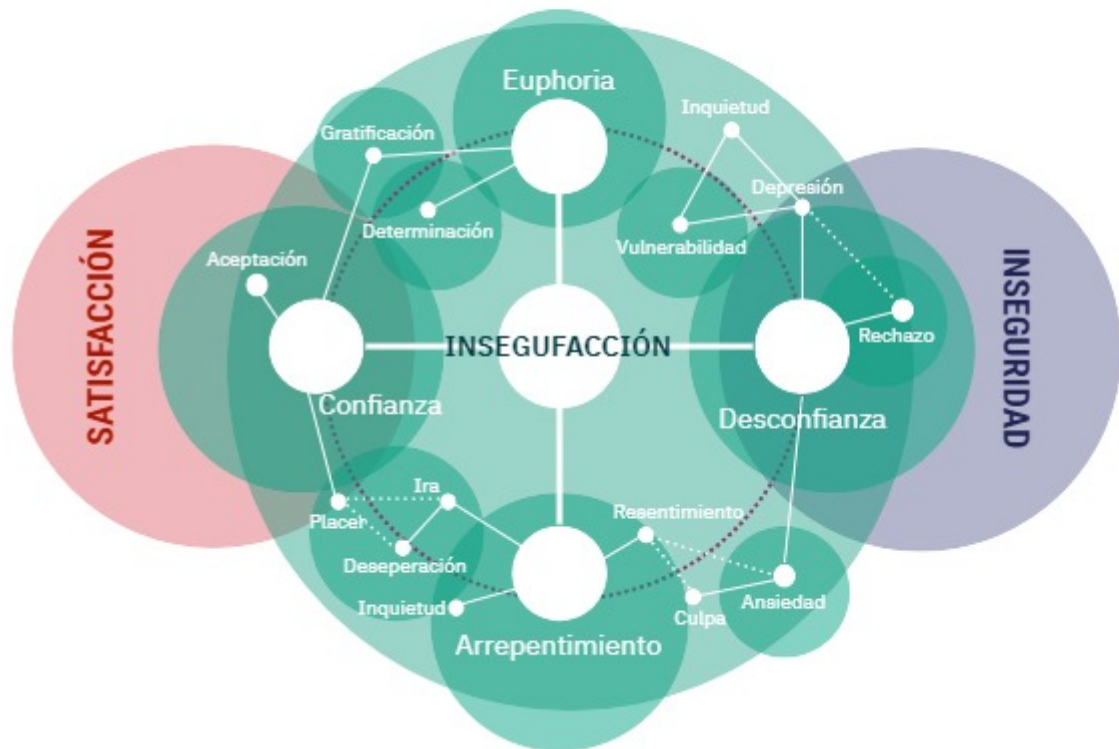 Euphoria
Inquietud
Gratificación
Depresión
Determinación
Vulnerabilidad
Aceptación
SATISFACCIÓN
INSEGUFACCIÓN
INSEGURIDAD
Rechazo
Confianza
Desconfianza
Ira
Placer
Resentimiento
Deseperación
Inquietud
Culpa
Ansiedad
Arrepentimiento